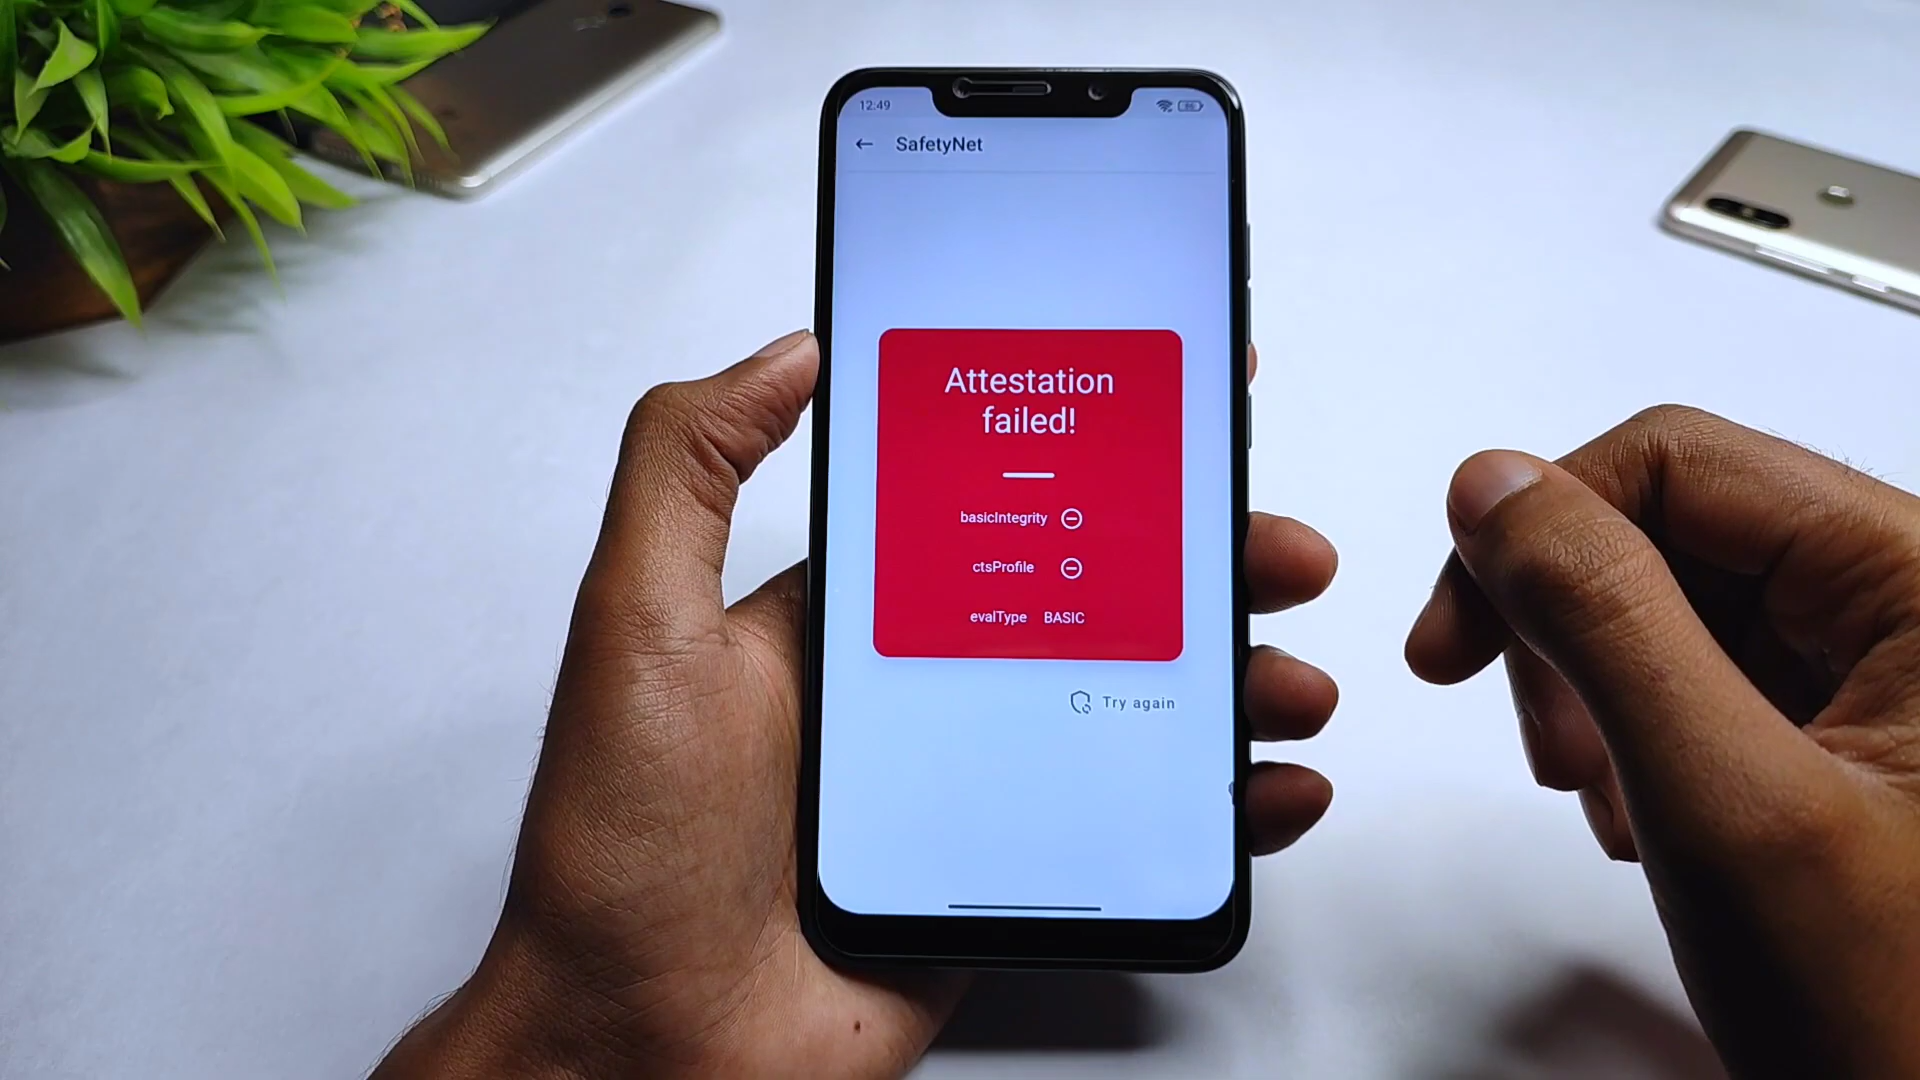 12:49
SafetyNet
Attestation
failed!
basicIntegrity
ctsProfile
evalType BASIC
Try again